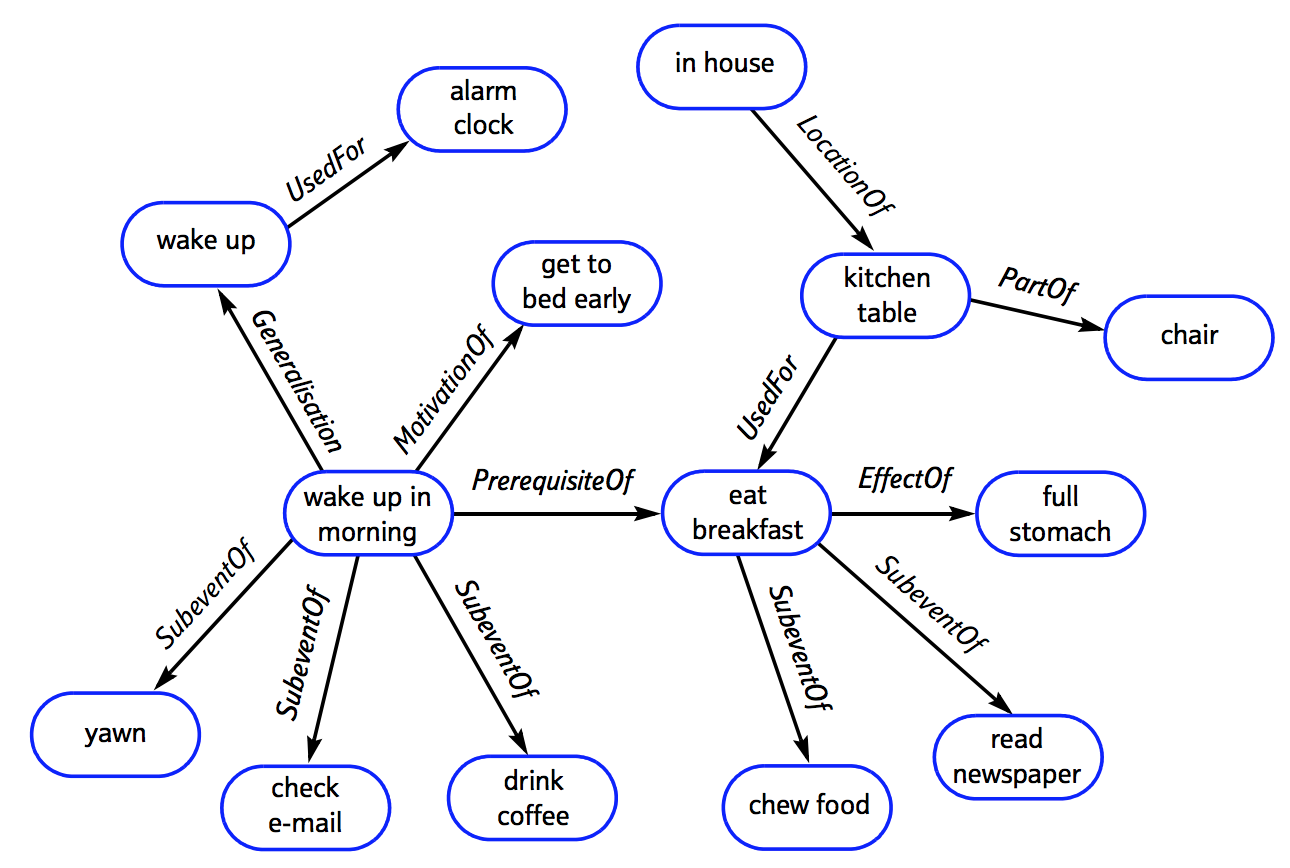 in house
alarm
clock
LocationOf
UsedFor
wake up
get to
bed early
kitchen
table
PartOf
chair
Generalisation
MotivationOf
UsedFor
wake up in
morning
PrerequisiteOf
eat
breakfast
EffectOf
full
stomach
SubeventOf
SubeventOf
SubeventOf
SubeventOf
SubeventOf
yawn
check
e-mail
drink
coffee
chew food
read
newspaper